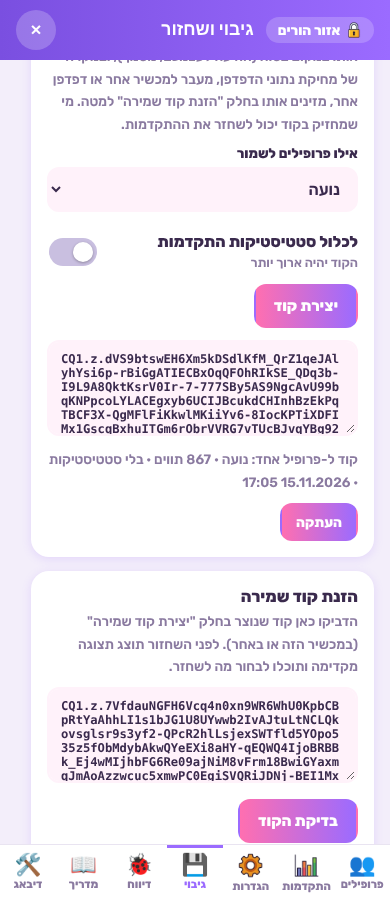 אזור הורים
גיבוי ושחזור
של מחיקת נתוני הדפדפן, מעבר למכשיר אחר או דפדפן
אחר, מזינים אותו בחלק "הזנת קוד שמירה" למטה. מי
שמחזיק בקוד יכול לשחזר את ההתקדמות.
אילו פרופילים לשמור
נועה
לכלול סטטיסטיקות התקדמות
הקוד יהיה ארוך יותר
יצירת קוד
CQ1.z.dVS9btswEH6Xm5kDSdlKfM_QrZ1qeJAl
yhYsi6p-rBiGgATIECBxOqQFOhRIkSE_QDq3b-
I9L9A8QktKsrV0Ir-7-777SBy5AS9NgcAvU99b
qKNPpcoLYLACEgxyb6UCIJBcukdCHInhBzEkPq
TBCF3X-QgMFlFiKkwlMKiiYv6-8IocKPTiXDFI
קוד ל-פרופיל אחד: נועה • 867 תווים • בלי סטטיסטיקות
• 15.11.2026 17:05
העתקה
הזנת קוד שמירה
הדביקו כאן קוד שנוצר בחלק "יצירת קוד שמירה"
(במכשיר הזה או באחר). לפני השחזור תוצג תצוגה
מקדימה ותוכלו לבחור מה לשחזר.
CQ1.z.7VfdauNGFH6Vcq4n0xn9WR6WhU0KpbCB
pRtYaAhhLI1s1bJG1U8UYwwb2IvAJtuLtNCLQk
ovsglsr9s3yf2-QPcR2hlLsjexSWTfld5YOpo5
35z5fObMdybAkwQYeEXi8aHY-qEQWQ4IjoBRBB
k_Ej4wMIjhbFG6Re09ajNiM8vFrm18BwiGYaxm
בדיקת הקוד
פרופילים
התקדמות
הגדרות
גיבוי
דיווח
מדריך
דיבאג